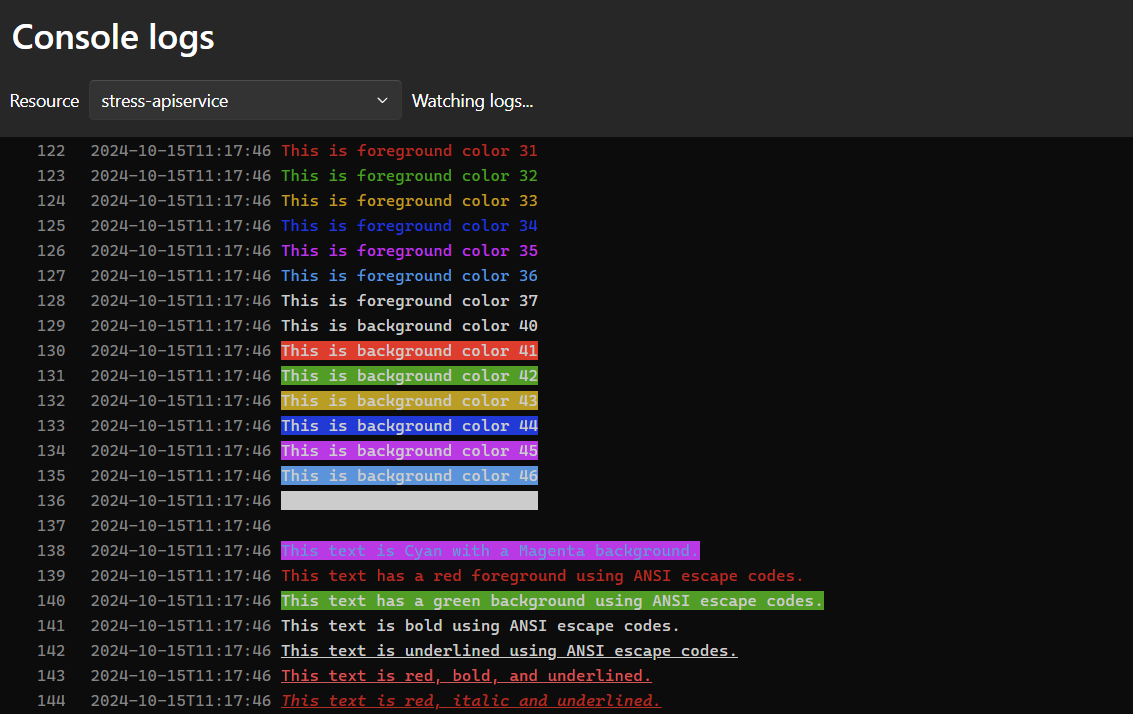 Console logs
Resource stress-apiservice Watching logs...
122 2024-10-15T11:17:46 This is foreground color 31
123 2024-10-15T11:17:46 This is foreground color 32
124 2024-10-15T11:17:46 This is foreground color 33
125 2024-10-15T11:17:46 This is foreground color 34
126 2024-10-15T11:17:46 This is foreground color 35
127 2024-10-15T11:17:46 This is foreground color 36
128 2024-10-15T11:17:46 This is foreground color 37
129 2024-10-15T11:17:46 This is background color 40
130 2024-10-15T11:17:46 This is background color 41
131 2024-10-15T11:17:46 This is background color 42
132 2024-10-15T11:17:46 This is background color 43
133 2024-10-15T11:17:46 This is background color 44
134 2024-10-15T11:17:46 This is background color 45
135 2024-10-15T11:17:46 This is background color 46
136 2024-10-15T11:17:46
137 2024-10-15T11:17:46
138 2024-10-15T11:17:46 This text is Cyan with a Magenta background.
139 2024-10-15T11:17:46 This text has a red foreground using ANSI escape codes.
140 2024-10-15T11:17:46 This text has a green background using ANSI escape codes.
141 2024-10-15T11:17:46 This text is bold using ANSI escape codes.
142 2024-10-15T11:17:46 This text is underlined using ANSI escape codes.
143 2024-10-15T11:17:46 This text is red, bold, and underlined.
144 2024-10-15T11:17:46 This text is red, italic and underlined.